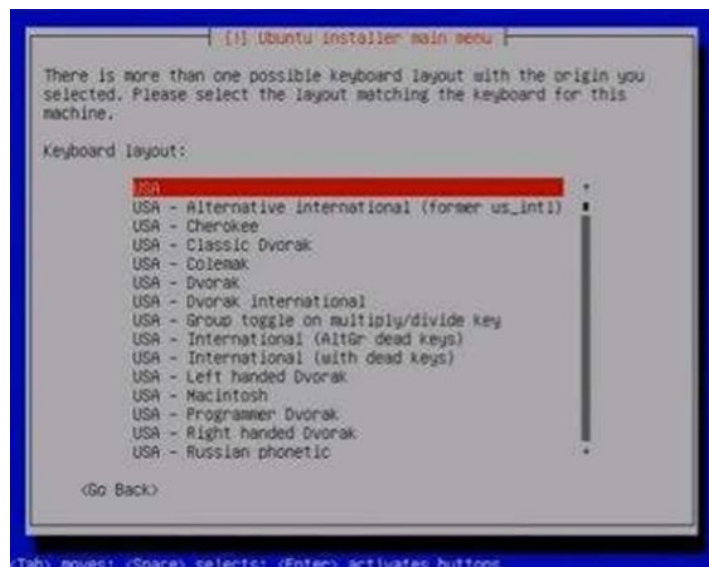 [!] Ubuntu installer main menu
There is more than one possible keyboard layout with the origin you
selected. Please select the layout matching the keyboard for this
machine.
Keyboard layout:
USA
USA - Alternative international (former us_intl)
USA - Cherokee
USA - Classic Dvorak
USA - Colemak
USA - Dvorak
USA - Dvorak international
USA - Group toggle on multiply/divide key
USA - International (AltGr dead keys)
USA - International (with dead keys)
USA - Left handed Dvorak
USA - Macintosh
USA - Programmer Dvorak
USA - Right handed Dvorak
USA - Russian phonetic
<Go Back>
<Tab> moves; <Space> selects; <Enter> activates buttons